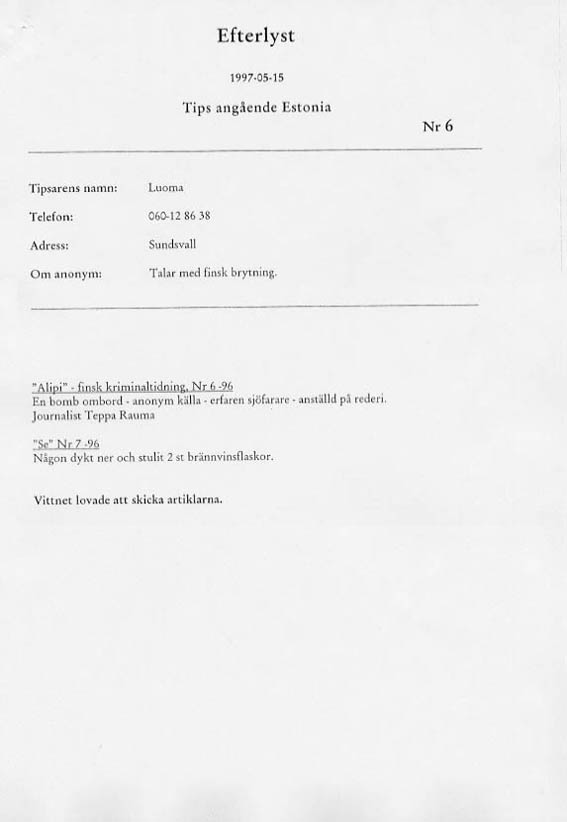 Efterlyst
1997-05-15
Tips angående Estonia
Nr 6
Tipsarens namn: Luoma
Telefon: 060-12 86 38
Adress: Sundsvall
Om anonym: Talar med finsk brytning.
"Alipi" - finsk kriminaltidning, Nr 6 -96
En bomb ombord - anonym källa - erfaren sjöfarare - anställd på rederi.
Journalist Teppa Rauma
"Se" Nr 7 -96
Någon dykt ner och stulit 2 st brännvinsflaskor.
Vittnet lovade att skicka artiklarna.